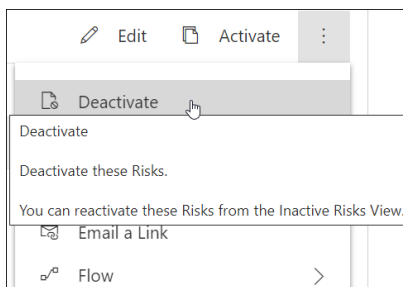 Edit Activate
Deactivate
Deactivate
Deactivate these Risks.
You can reactivate these Risks from the Inactive Risks View.
Email a Link
Flow